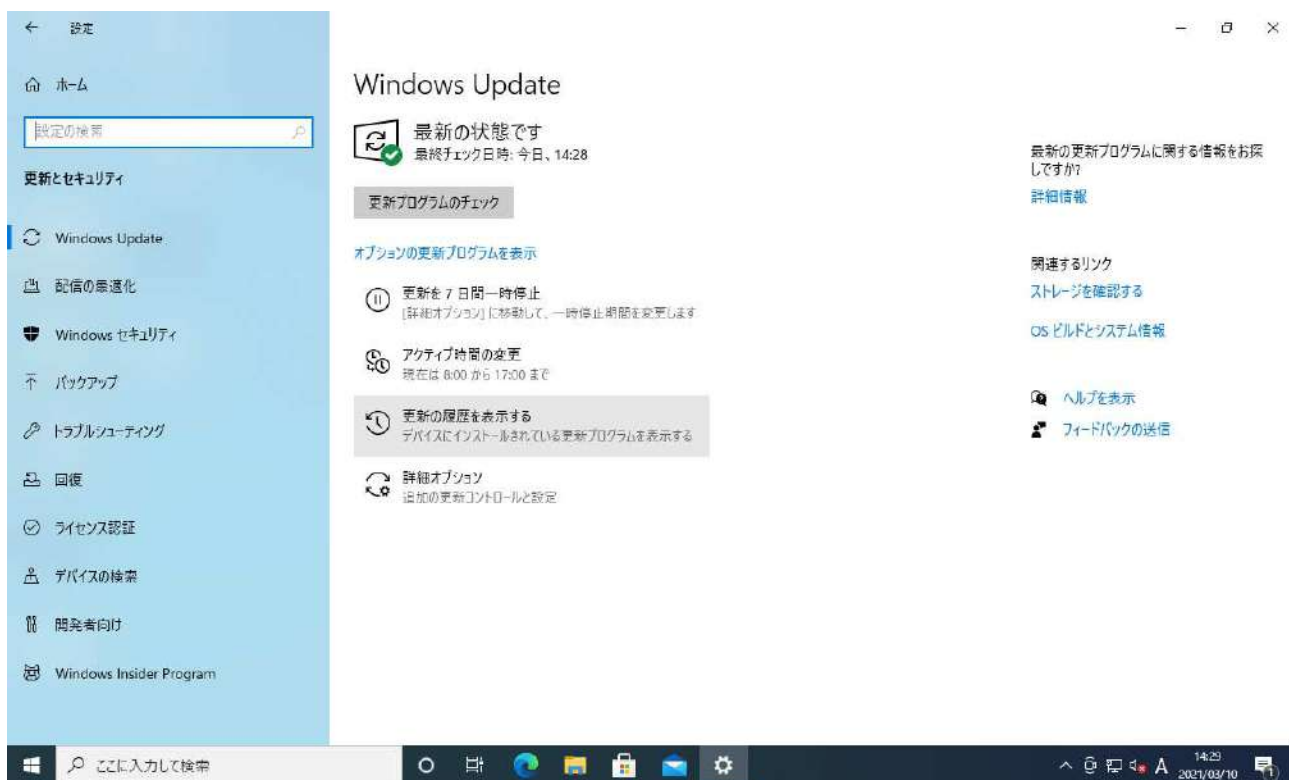 設定
ホーム
設定の検索
更新とセキュリティ
Windows Update
配信の最適化
Windows セキュリティ
バックアップ
トラブルシューティング
回復
ライセンス認証
デバイスの検索
開発者向け
Windows Insider Program
Windows Update
最新の状態です
最終チェック日時: 今日、14:28
更新プログラムのチェック
オプションの更新プログラムを表示
更新を 7 日間一時停止
[詳細オプション] に移動して、一時停止期間を変更します
アクティブ時間の変更
現在は 8:00 から 17:00 まで
更新の履歴を表示する
デバイスにインストールされている更新プログラムを表示する
詳細オプション
追加の更新コントロールと設定
最新の更新プログラムに関する情報をお探
しですか?
詳細情報
関連するリンク
ストレージを確認する
OS ビルドとシステム情報
ヘルプを表示
フィードバックの送信
ここに入力して検索
A
14:29
2021/03/10
1